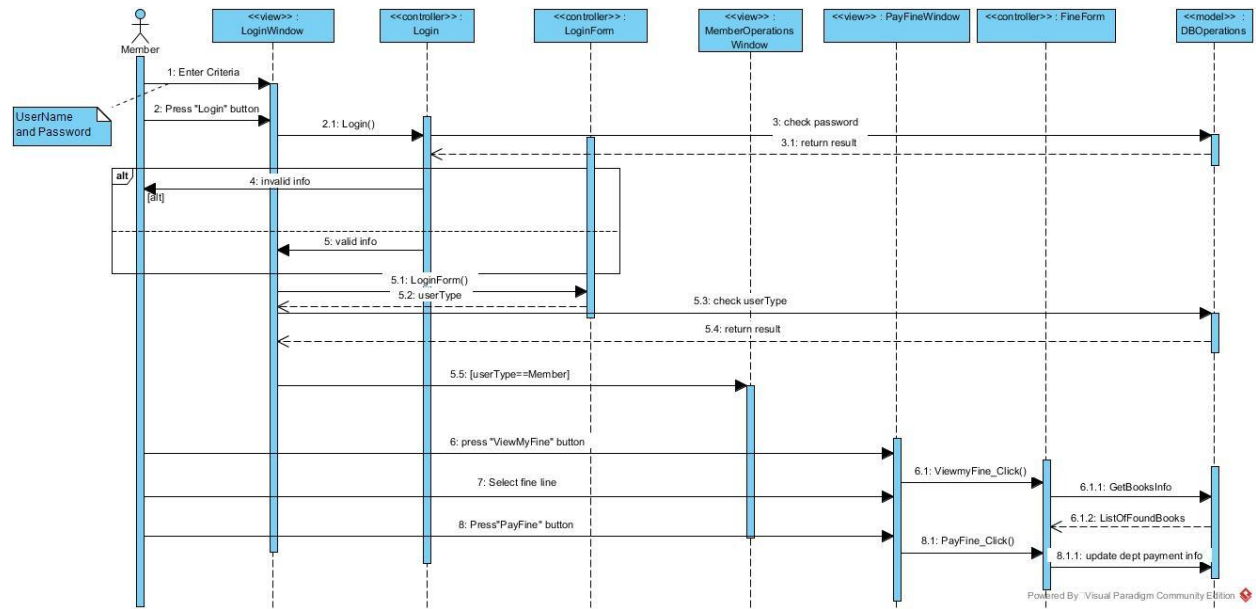 <<view>> :
LoginWindow
<<controller>> :
Login
<<controller>> :
LoginForm
<<view>> :
MemberOperations
Window
<<view>> : PayFineWindow
<<controller>> : FineForm
<<model>> :
DBOperations
Member
1: Enter Criteria
UserName
and Password
2: Press "Login" button
2.1: Login()
3: check password
3.1: return result
alt
4: invalid info
[alt]
5: valid info
5.1: LoginForm()
5.2: userType
5.3: check userType
5.4: return result
5.5: [userType==Member]
6: press "ViewMyFine" button
6.1: ViewmyFine_Click()
7: Select fine line
6.1.1: GetBooksInfo
6.1.2: ListOfFoundBooks
8: Press"PayFine" button
8.1: PayFine_Click()
8.1.1: update dept payment info
Powered By Visual Paradigm Community Edition